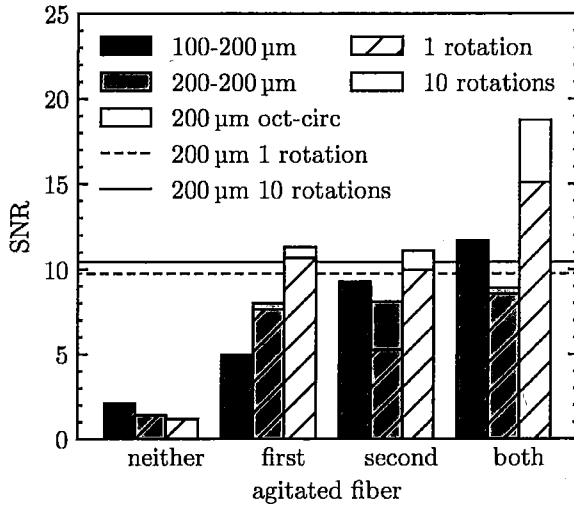 25
20
15
10
5
0
SNR
100-200 μm
200-200 μm
200 μm oct-circ
200 μm 1 rotation
200 μm 10 rotations
1 rotation
10 rotations
neither first second both
agitated fiber